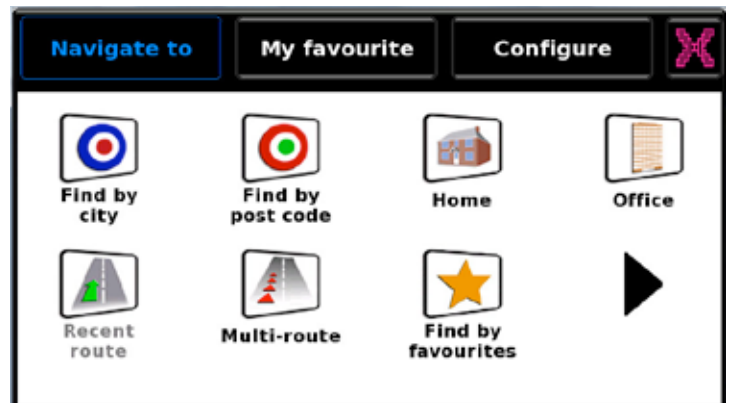 Navigate to
My favourite
Configure
Find by
city
Find by
post code
Home
Office
Recent
route
Multi-route
Find by
favourites